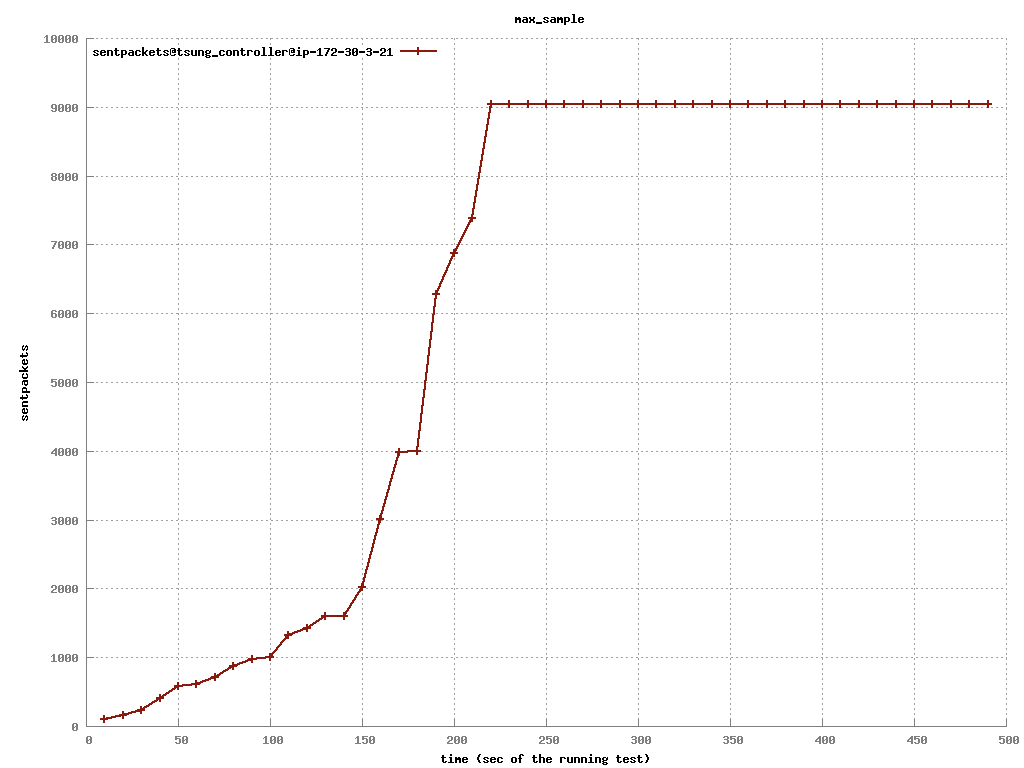 max_sample
10000
sentpackets@tsung_controller@ip-172-30-3-21
9000
8000
7000
6000
sentpackets
5000
4000
3000
2000
1000
0
0 50 100 150 200 250 300 350 400 450 500
time (sec of the running test)